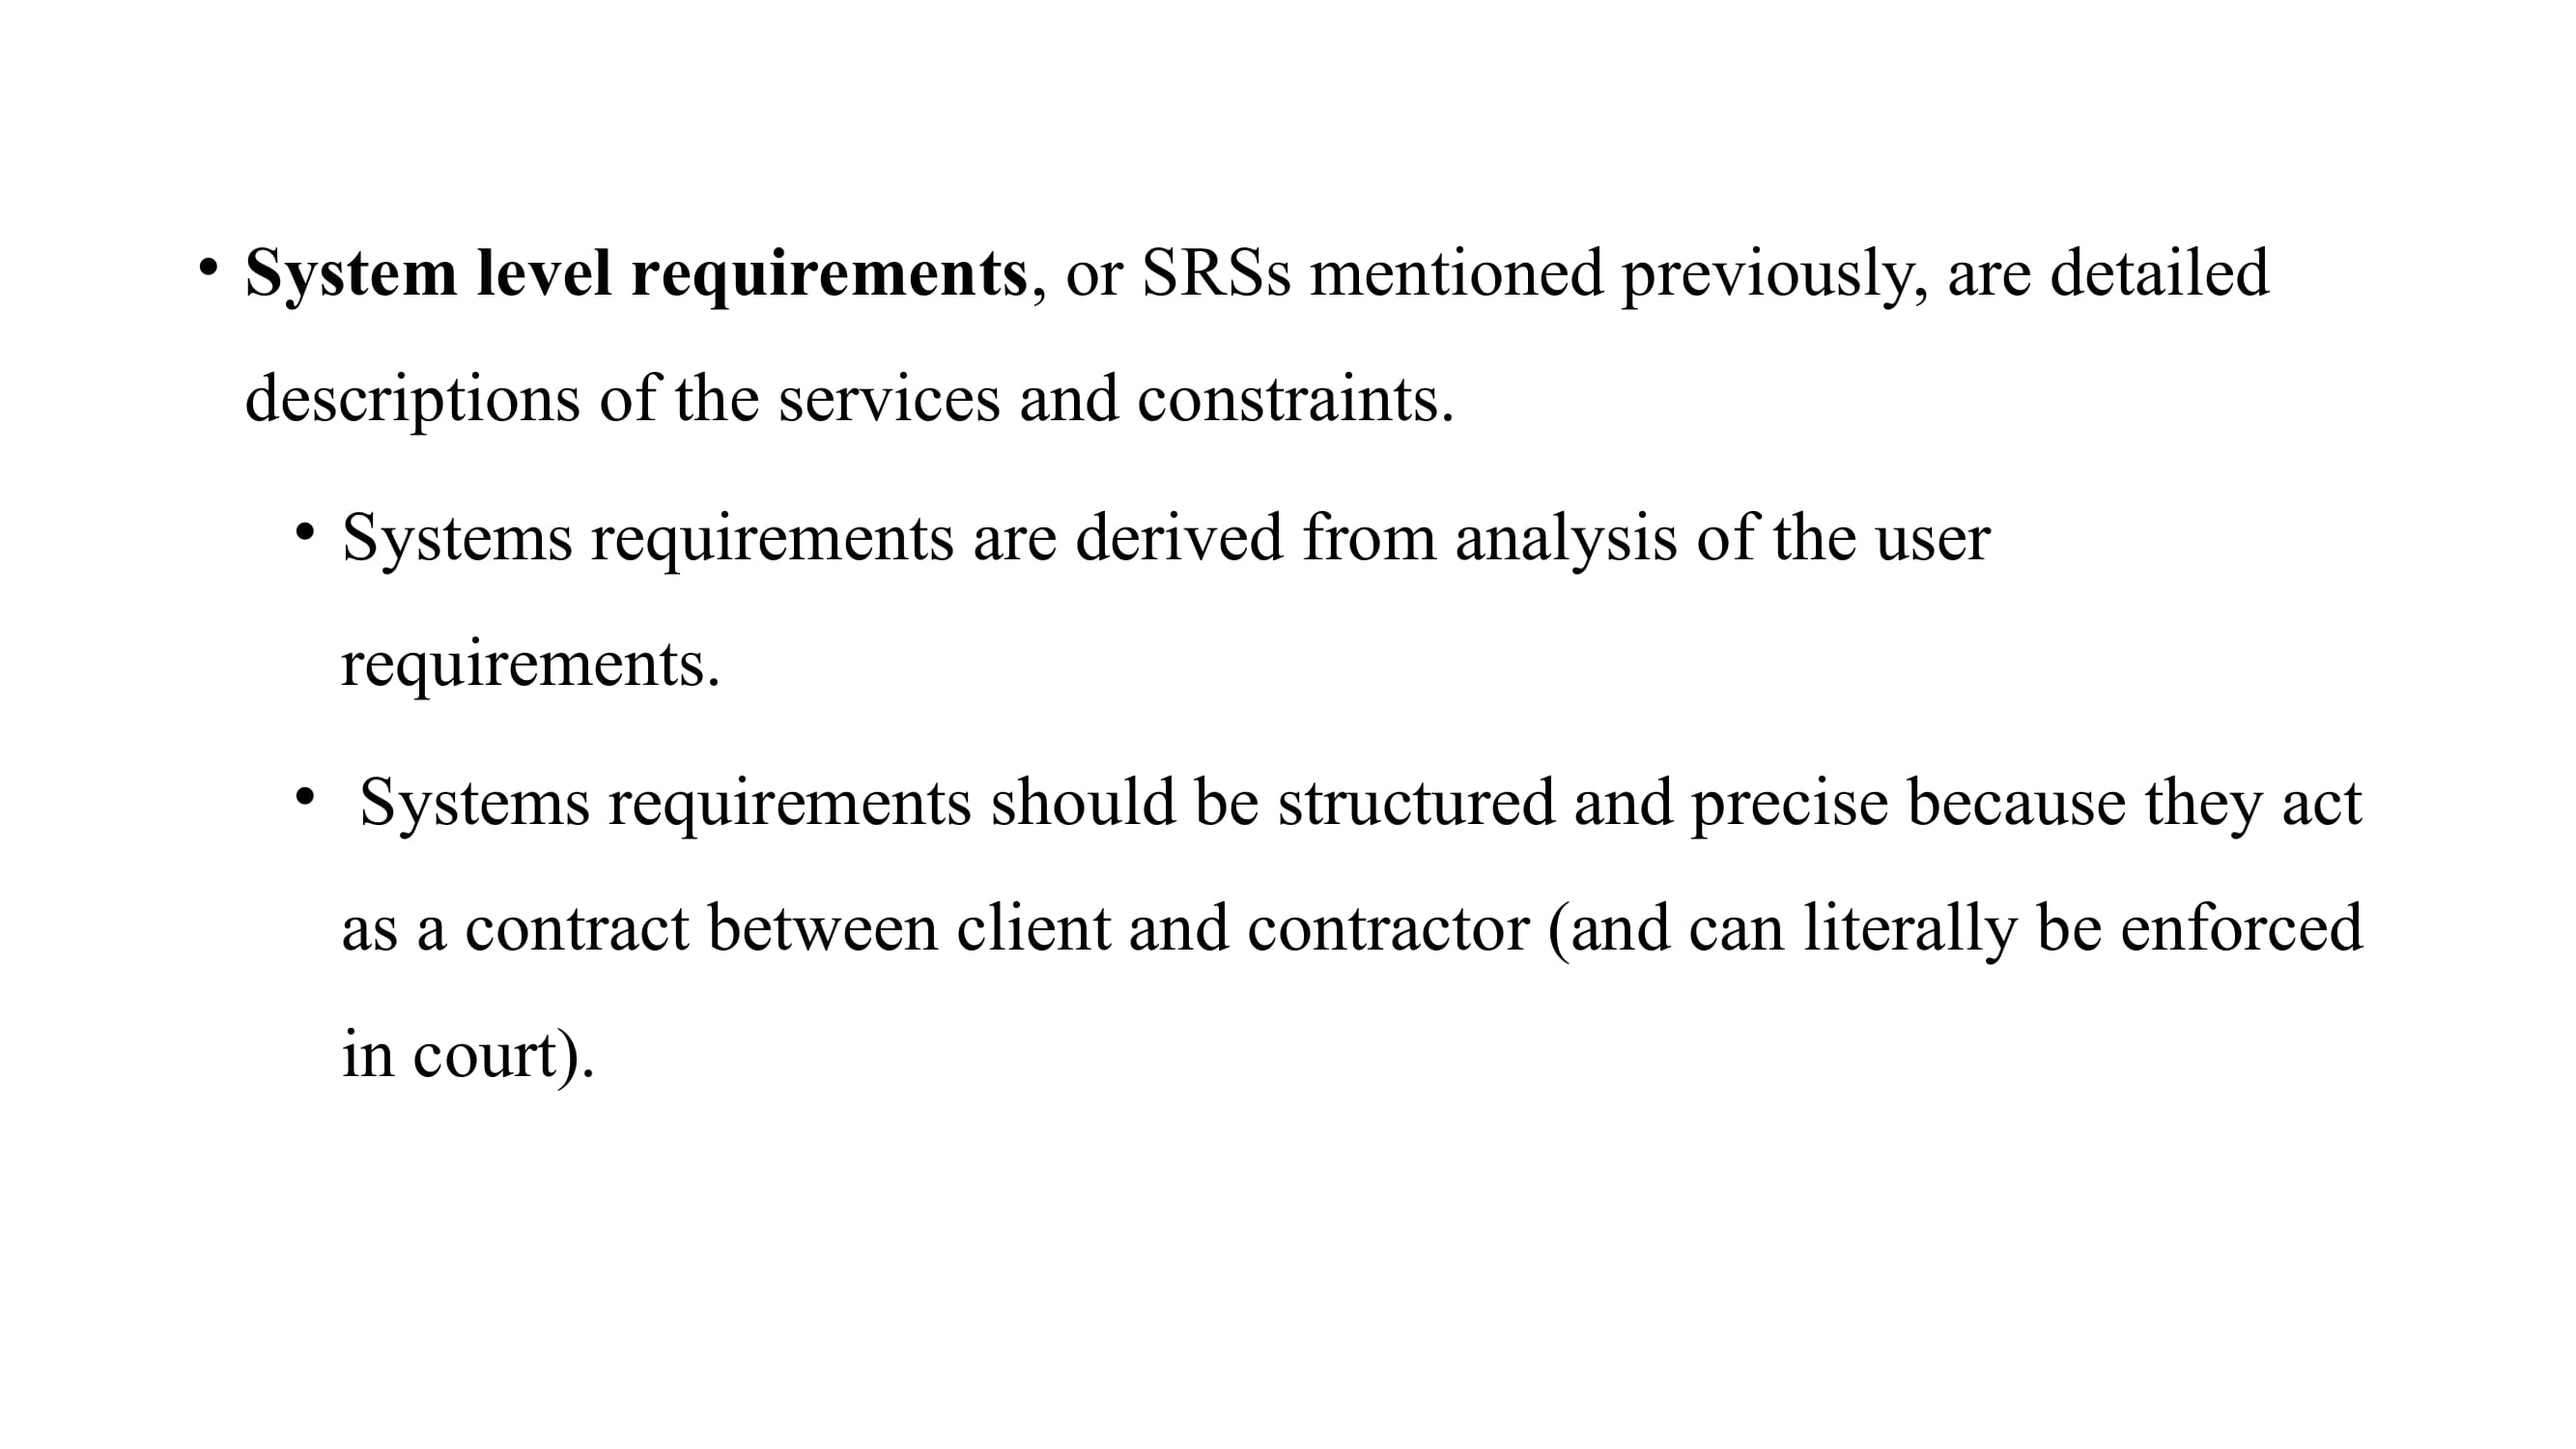 • System level requirements, or SRSs mentioned previously, are detailed
descriptions of the services and constraints.
• Systems requirements are derived from analysis of the user
requirements.
• Systems requirements should be structured and precise because they act
as a contract between client and contractor (and can literally be enforced
in court).